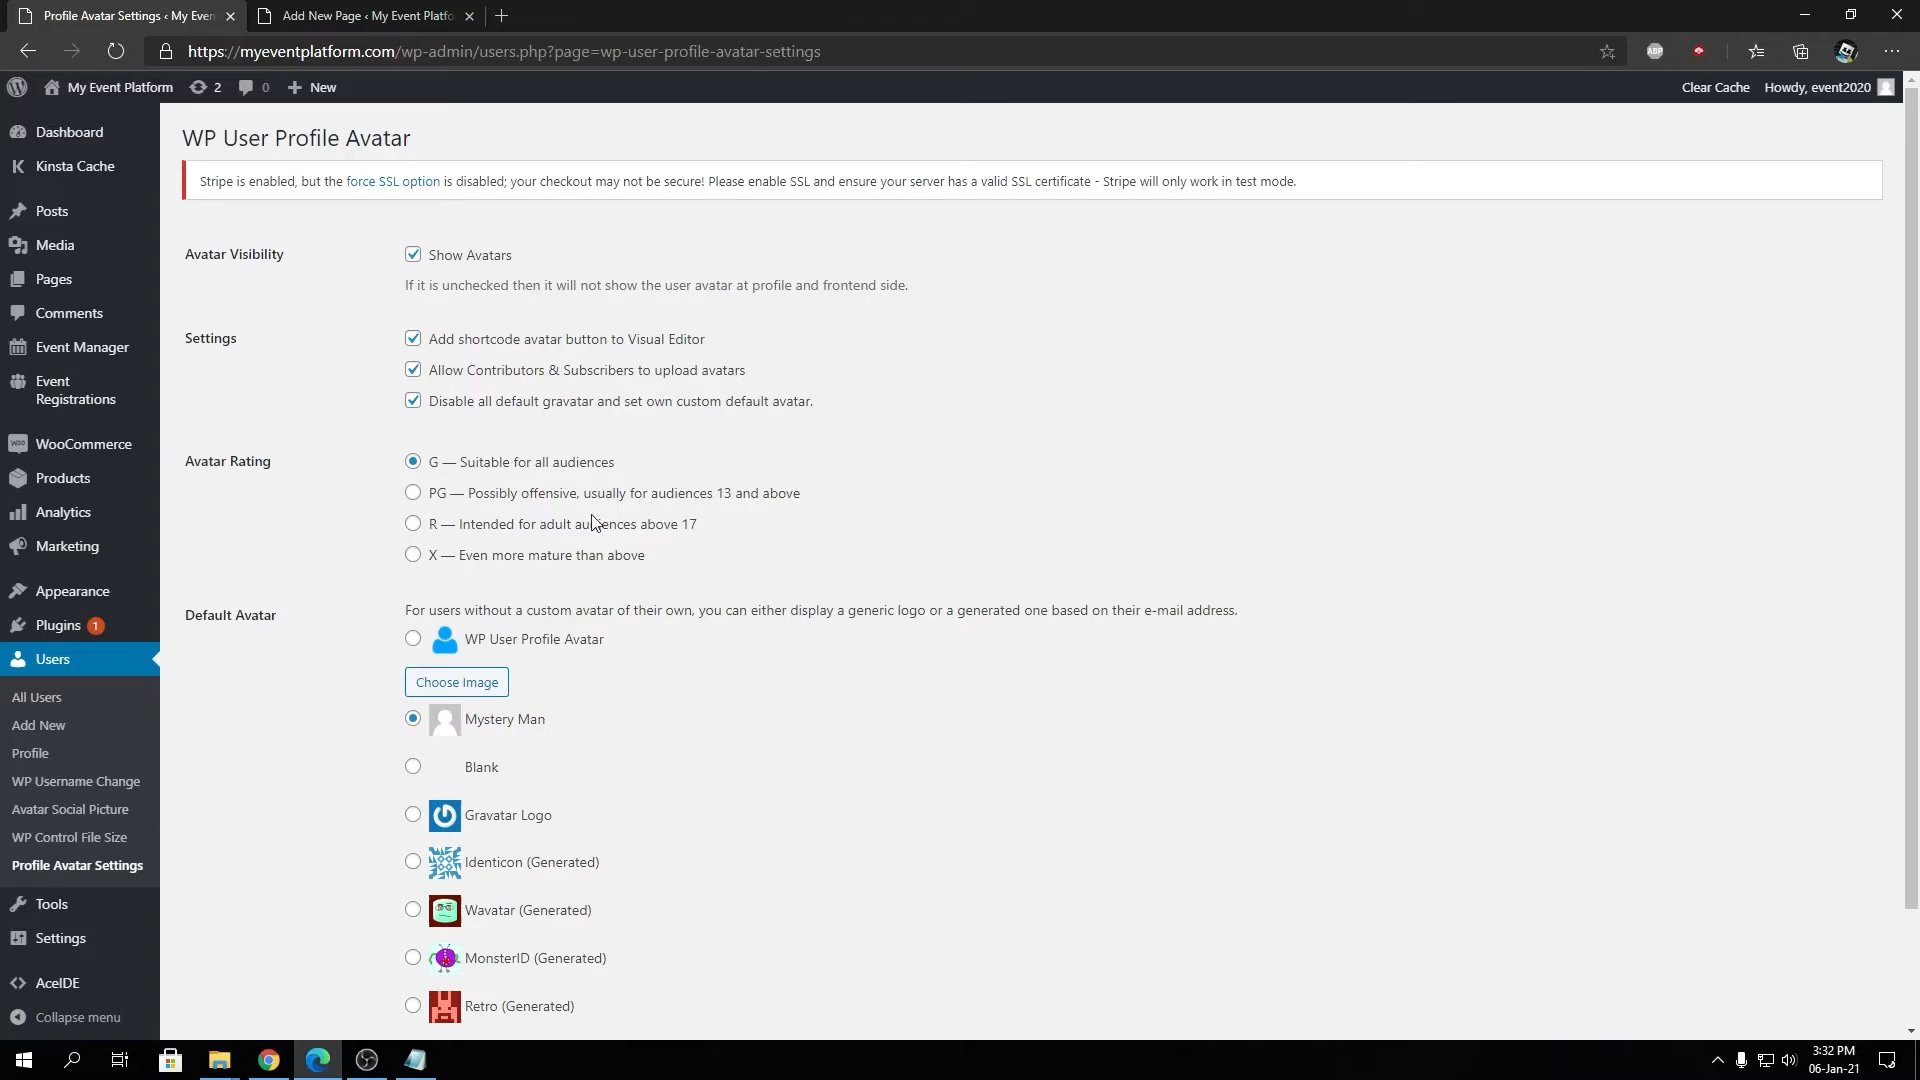 Profile Avatar Settings ‹ My Even
Add New Page ‹ My Event Platfo
https://myeventplatform.com/wp-admin/users.php?page=wp-user-profile-avatar-settings
ABP
My Event Platform
2
0
New
Clear Cache
Howdy, event2020
Dashboard
Kinsta Cache
Posts
Media
Pages
Comments
Event Manager
Event
Registrations
WooCommerce
Products
Analytics
Marketing
Appearance
Plugins 1
Users
All Users
Add New
Profile
WP Username Change
Avatar Social Picture
WP Control File Size
Profile Avatar Settings
Tools
Settings
AceIDE
Collapse menu
WP User Profile Avatar
Stripe is enabled, but the force SSL option is disabled; your checkout may not be secure! Please enable SSL and ensure your server has a valid SSL certificate - Stripe will only work in test mode.
Avatar Visibility
Show Avatars
If it is unchecked then it will not show the user avatar at profile and frontend side.
Settings
Add shortcode avatar button to Visual Editor
Allow Contributors & Subscribers to upload avatars
Disable all default gravatar and set own custom default avatar.
Avatar Rating
G — Suitable for all audiences
PG — Possibly offensive, usually for audiences 13 and above
R — Intended for adult audiences above 17
X — Even more mature than above
Default Avatar
For users without a custom avatar of their own, you can either display a generic logo or a generated one based on their e-mail address.
WP User Profile Avatar
Choose Image
Mystery Man
Blank
Gravatar Logo
Identicon (Generated)
Wavatar (Generated)
MonsterID (Generated)
Retro (Generated)
3:32 PM
06-Jan-21